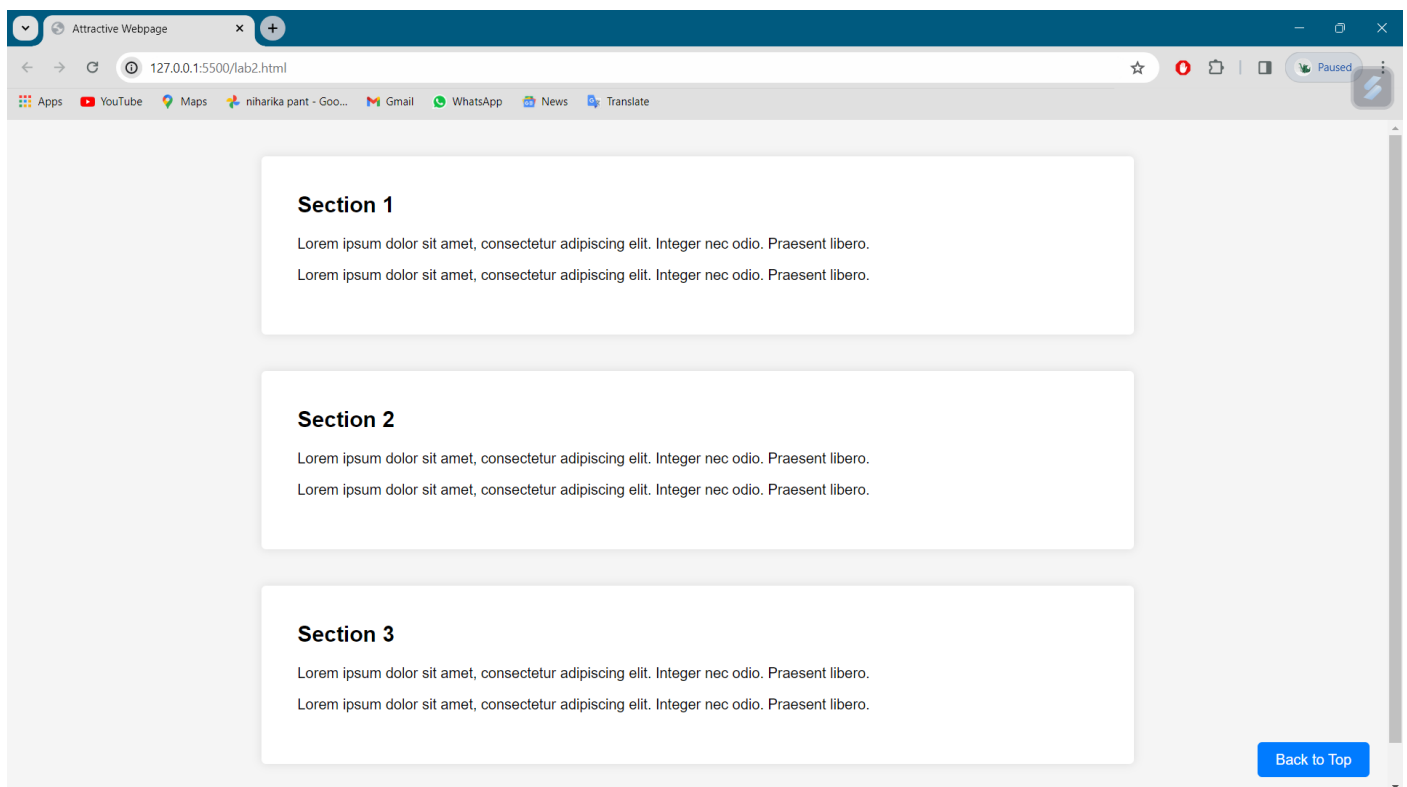 Attractive Webpage
127.0.0.1:5500/lab2.html
Paused
Apps YouTube Maps niharika pant - Goo... Gmail WhatsApp News Translate
Section 1
Lorem ipsum dolor sit amet, consectetur adipiscing elit. Integer nec odio. Praesent libero.
Lorem ipsum dolor sit amet, consectetur adipiscing elit. Integer nec odio. Praesent libero.
Section 2
Lorem ipsum dolor sit amet, consectetur adipiscing elit. Integer nec odio. Praesent libero.
Lorem ipsum dolor sit amet, consectetur adipiscing elit. Integer nec odio. Praesent libero.
Section 3
Lorem ipsum dolor sit amet, consectetur adipiscing elit. Integer nec odio. Praesent libero.
Lorem ipsum dolor sit amet, consectetur adipiscing elit. Integer nec odio. Praesent libero.
Back to Top